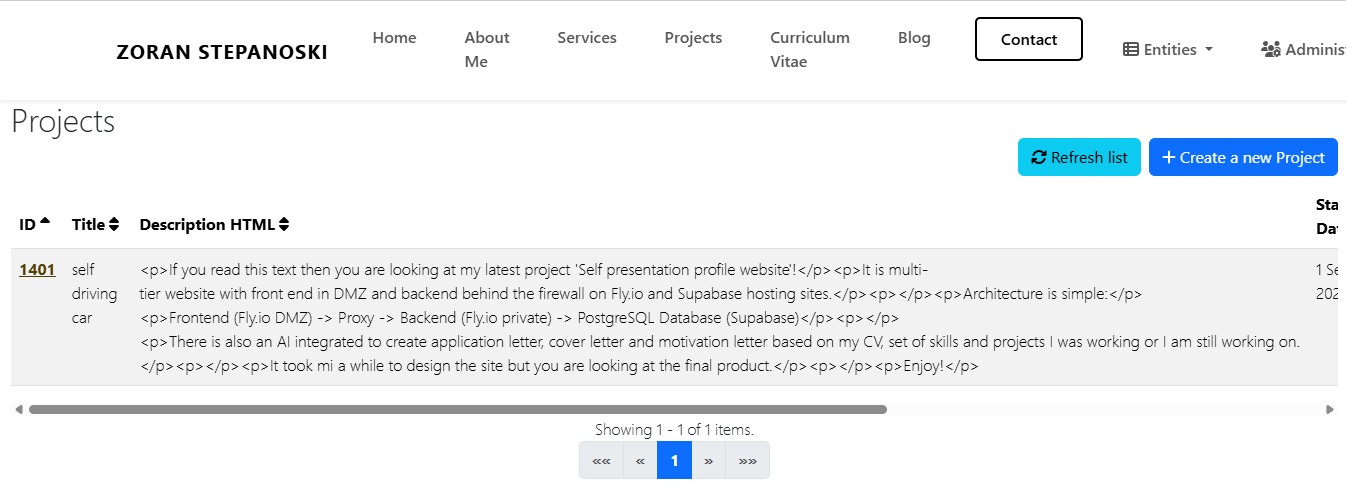 ZORAN STEPANOSKI
Home
About
Me
Services
Projects
Curriculum
Vitae
Blog
Contact
Entities
Adminis
Projects
Refresh list
+ Create a new Project
ID
Title
Description HTML
Sta
Dat
1401
self
driving
car
<p>If you read this text then you are looking at my latest project 'Self presentation profile website'!</p><p>It is multi-
tier website with front end in DMZ and backend behind the firewall on Fly.io and Supabase hosting sites.</p><p></p><p>Architecture is simple:</p>
<p>Frontend (Fly.io DMZ) -> Proxy -> Backend (Fly.io private) -> PostgreSQL Database (Supabase)</p><p></p>
<p>There is also an AI integrated to create application letter, cover letter and motivation letter based on my CV, set of skills and projects I was working or I am still working on.
</p><p></p><p>It took mi a while to design the site but you are looking at the final product.</p><p></p><p>Enjoy!</p>
1 Se
202
Showing 1 - 1 of 1 items.
«« « 1 » »»